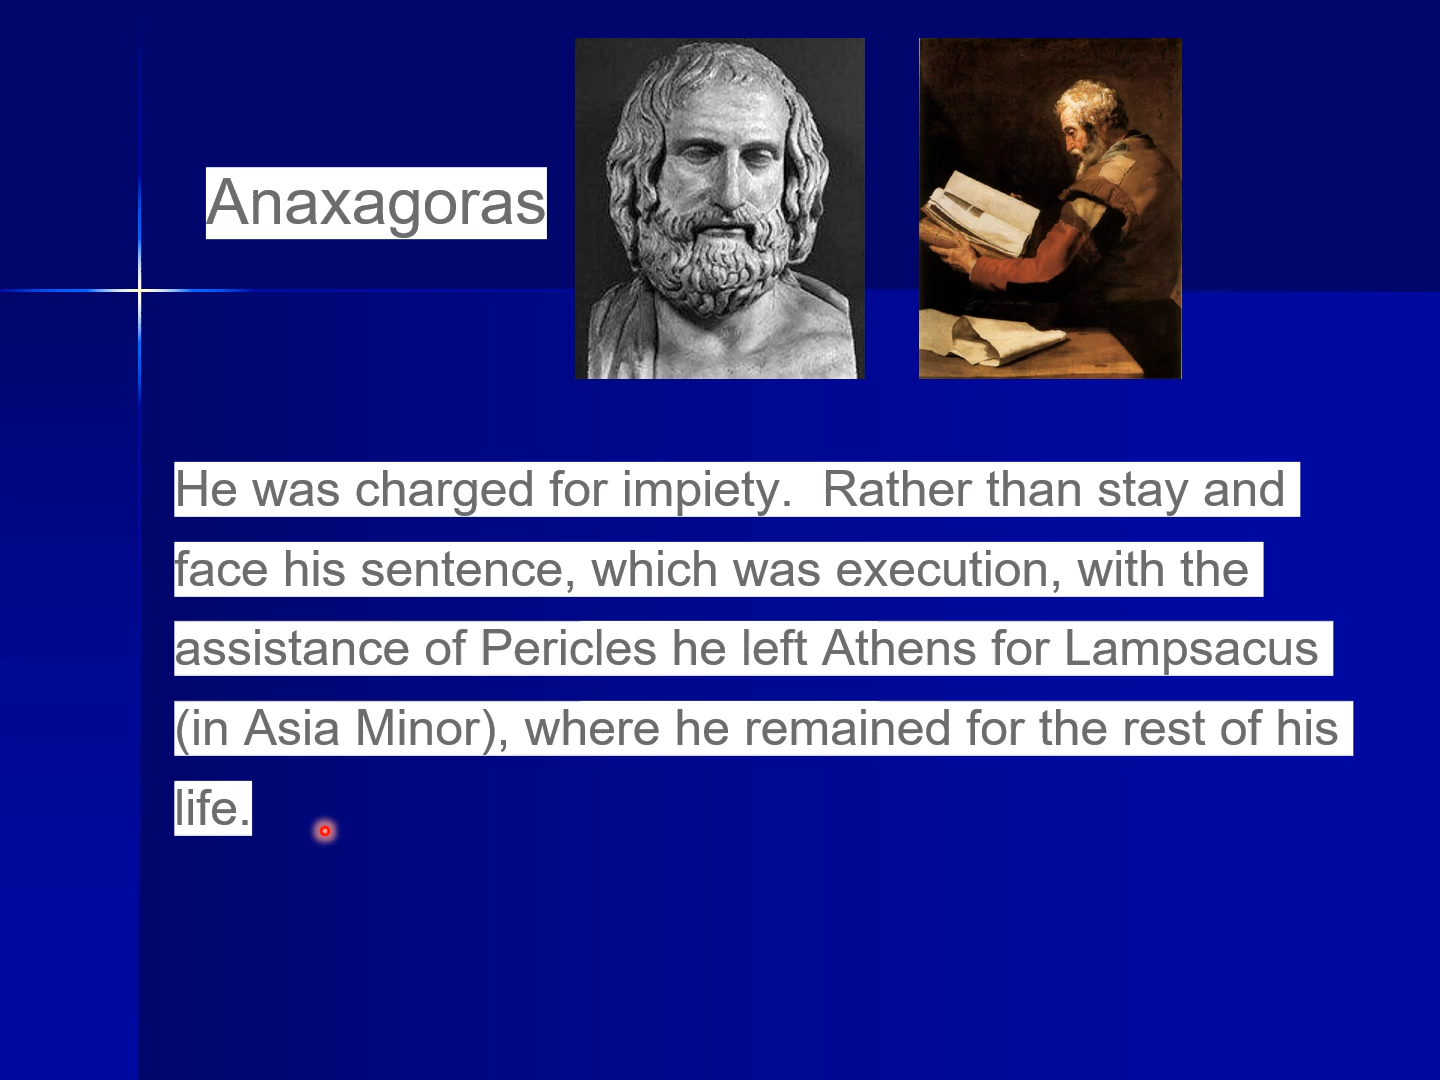 Anaxagoras
He was charged for impiety.  Rather than stay and
face his sentence, which was execution, with the
assistance of Pericles he left Athens for Lampsacus
(in Asia Minor), where he remained for the rest of his
life.